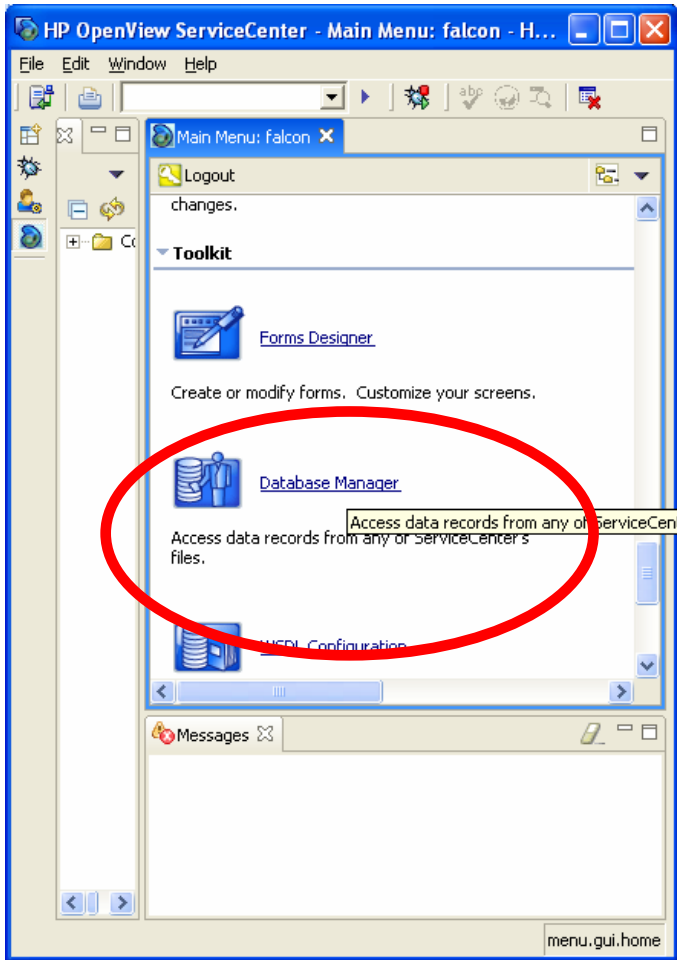 HP OpenView ServiceCenter - Main Menu: falcon - H...
File Edit Window Help
abc
Main Menu: falcon
Logout
changes.
Toolkit
Forms Designer
Create or modify forms. Customize your screens.
Database Manager
Access data records from any of ServiceCen
Access data records from any of ServiceCenter's
files.
WSDL Configuration
Messages
menu.gui.home